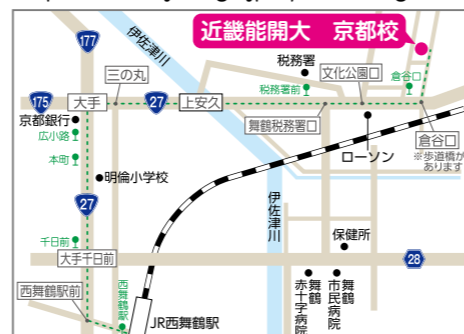 177
伊佐津川
近畿能開大 京都校
税務署
文化公園口
倉谷口
税務署前
三の丸
175
大手
27
上安久
京都銀行
広小路
舞鶴税務署口
ローソン
倉谷口
※歩道橋が
あります
本町
明倫小学校
27
伊佐津川
保健所
千日前
大手千日前
28
西舞鶴駅前
西舞鶴駅
JR西舞鶴駅
舞鶴
赤十字病院
舞鶴
市民病院